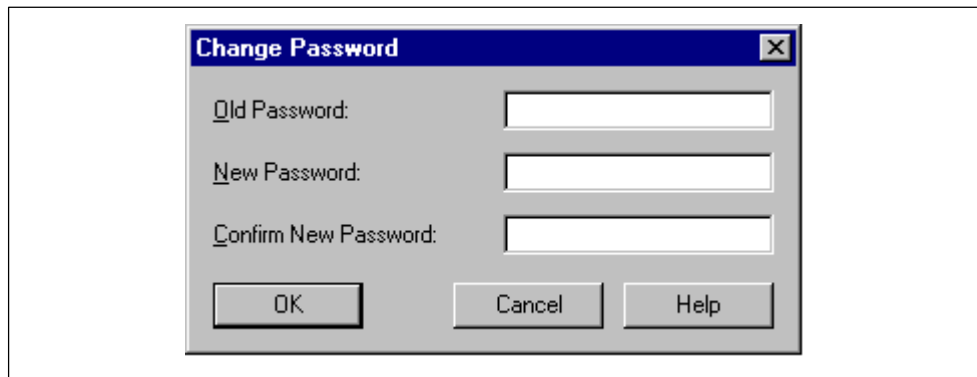 Change Password
Old Password:
New Password:
Confirm New Password:
OK Cancel Help